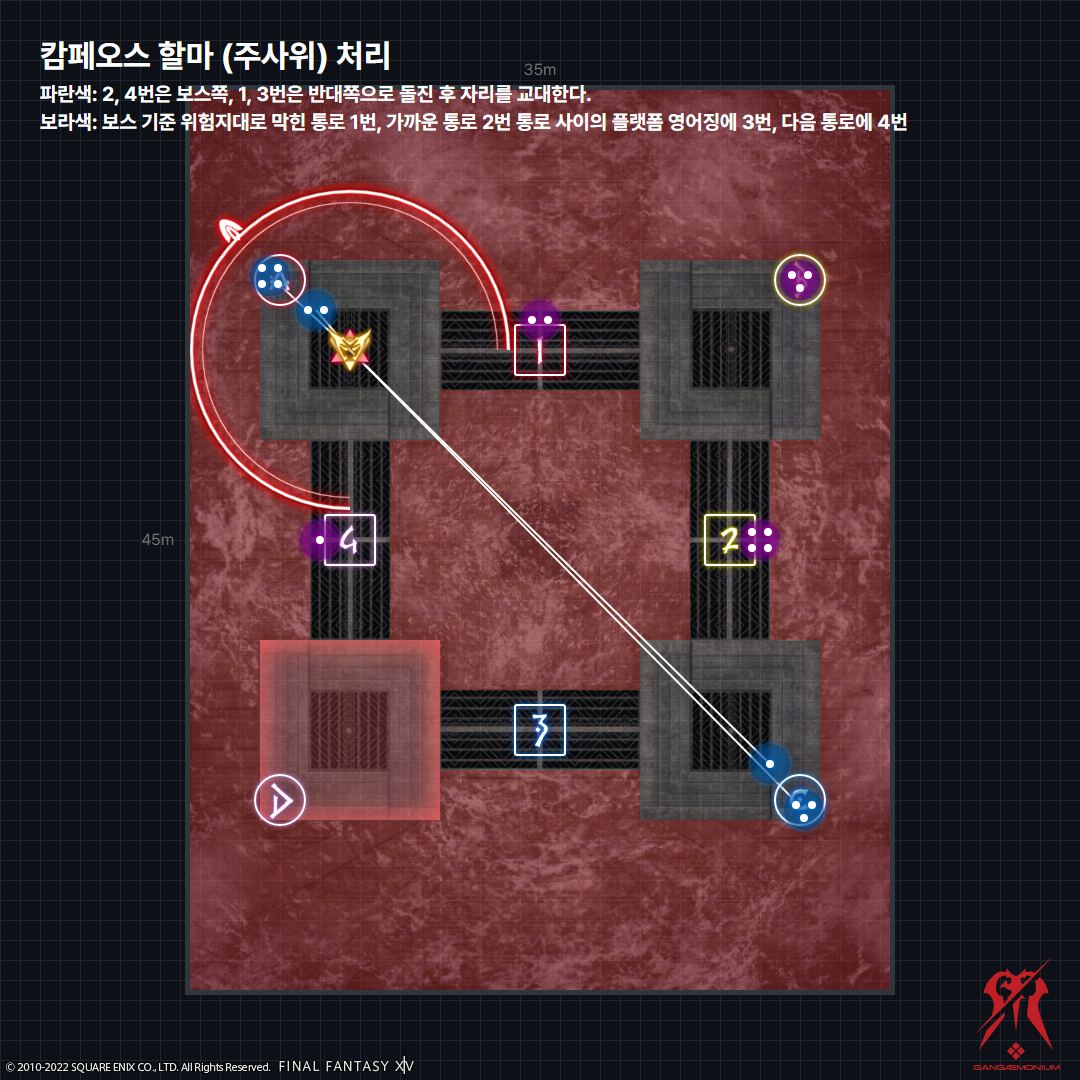 캄페오스 할마 (주사위) 처리
35m
파란색: 2, 4번은 보스쪽, 1, 3번은 반대쪽으로 돌진 후 자리를 교대한다.
보라색: 보스 기준 위험지대로 막힌 통로 1번, 가까운 통로 2번 통로 사이의 플랫폼 영어징에 3번, 다음 통로에 4번
1
45m
4
2
3
D
© 2010-2022 SQUARE ENIX CO., LTD. All Rights Reserved. FINAL FANTASY XIV
GANGÆMONIUM